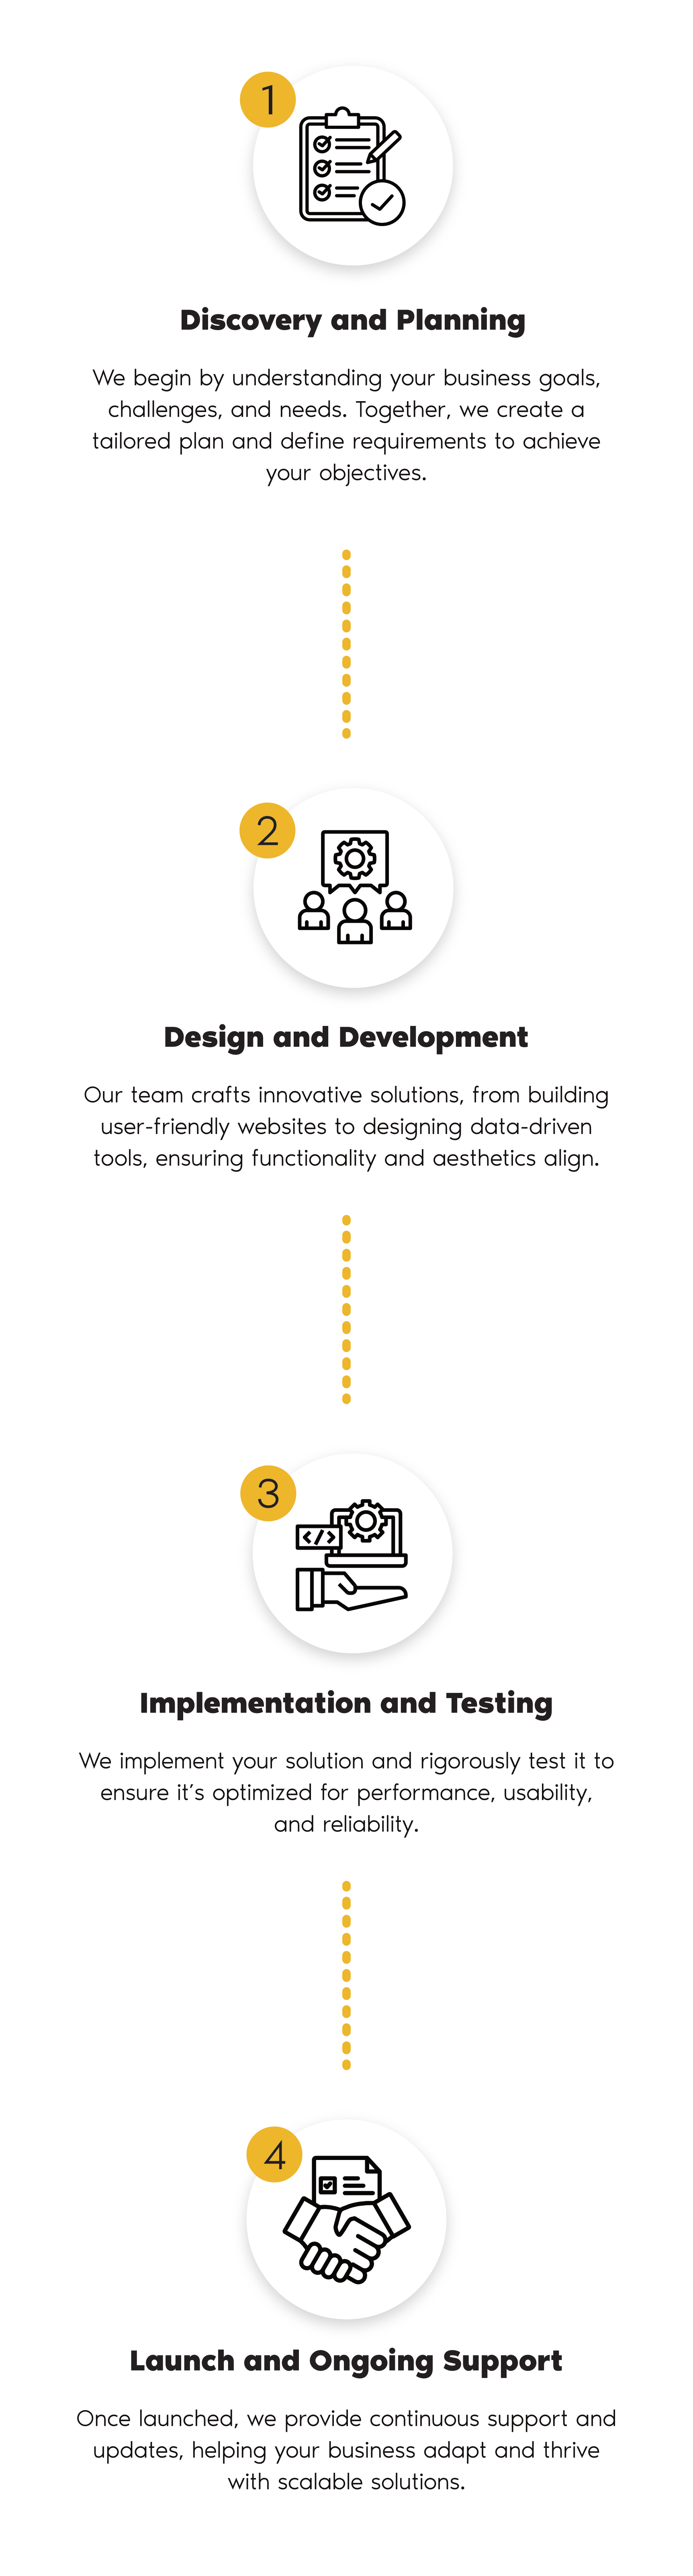 1
Discovery and Planning
We begin by understanding your business goals,
challenges, and needs. Together, we create a
tailored plan and define requirements to achieve
your objectives.
2
Design and Development
Our team crafts innovative solutions, from building
user-friendly websites to designing data-driven
tools, ensuring functionality and aesthetics align.
3
</>
Implementation and Testing
We implement your solution and rigorously test it to
ensure it's optimized for performance, usability,
and reliability.
4
Launch and Ongoing Support
Once launched, we provide continuous support and
updates, helping your business adapt and thrive
with scalable solutions.